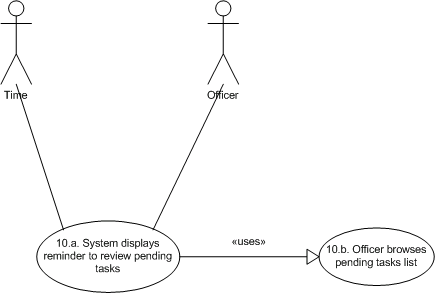 Time
Officer
10.a. System displays
reminder to review pending
tasks
«uses»
10.b. Officer browses
pending tasks list